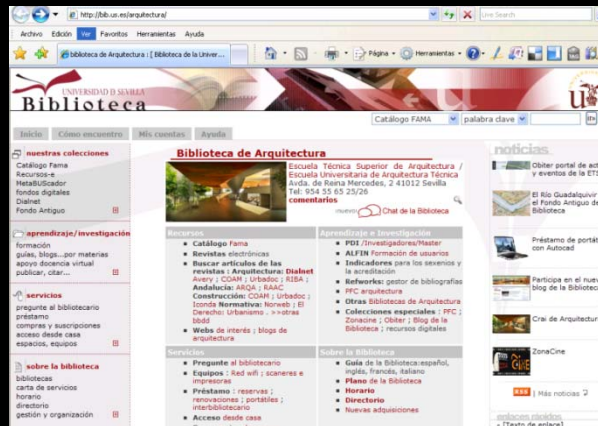 http://bib.us.es/arquitectura/
Live Search
Archivo Edición Ver Favoritos Herramientas Ayuda
biblioteca de Arquitectura : [ Biblioteca de la Univer...
Página
Herramientas
UNIVERSIDAD D SEVILLA
Biblioteca
Catálogo FAMA
palabra clave
Inicio
Cómo encuentro
Mis cuentas
Ayuda
nuestras colecciones
Catálogo Fama
Recursos-e
MetaBUScador
fondos digitales
Dialnet
Fondo Antiguo
aprendizaje/investigación
formación
guías, blogs...por materias
apoyo docencia virtual
publicar, citar...
servicios
pregunte al bibliotecario
préstamo
compras y suscripciones
acceso desde casa
espacios, equipos
sobre la biblioteca
bibliotecas
carta de servicios
horario
directorio
gestión y organización
Biblioteca de Arquitectura
Escuela Técnica Superior de Arquitectura /
Escuela Universitaria de Arquitectura Técnica
Avda. de Reina Mercedes, 2 41012 Sevilla
Tel: 954 55 65 25/26
comentarios
nuevo
Chat de la Biblioteca
Recursos
Catálogo Fama
Revistas electrónicas
Buscar artículos de las
revistas : Arquitectura: Dialnet
Avery ; COAM ; Urbadoc ; RIBA ;
Andalucía: ARQA ; RAAC
Construcción: COAM ; Urbadoc ;
Iconda Normativa: Norweb ; El
Derecho: Urbanismo . >>otras
bbdd
Webs de interés ; blogs de
arquitectura
Aprendizaje e Investigación
PDI /Investigadores/Master
ALFIN Formación de usuarios
Indicadores para los sexenios y
la acreditación
Refworks: gestor de bibliografías
PFC arquitectura
Otras Bibliotecas de Arquitectura
Colecciones especiales : PFC ;
Zonacine ; Obiter ; Blog de la
Biblioteca ; recursos digitales
Servicios
Pregunte al bibliotecario
Equipos : Red wifi ; scaneres e
impresoras
Préstamo : reservas ;
renovaciones ; portátiles ;
interbibliotecario
Acceso desde casa
Sobre la Biblioteca
Guía de la Biblioteca:español,
inglés, francés, italiano
Plano de la Biblioteca
Horario
Directorio
Nuevas adquisiciones
noticias
Obiter portal de act
y eventos de la ETS
El Río Guadalquivir
el Fondo Antiguo de
Biblioteca
Préstamo de portát
con Autocad
Participa en el nuev
blog de la Bibliotec
Crai de Arquitectur
ZonaCine
RSS | Más noticias
enlaces rápidos
[Texto de enlace]